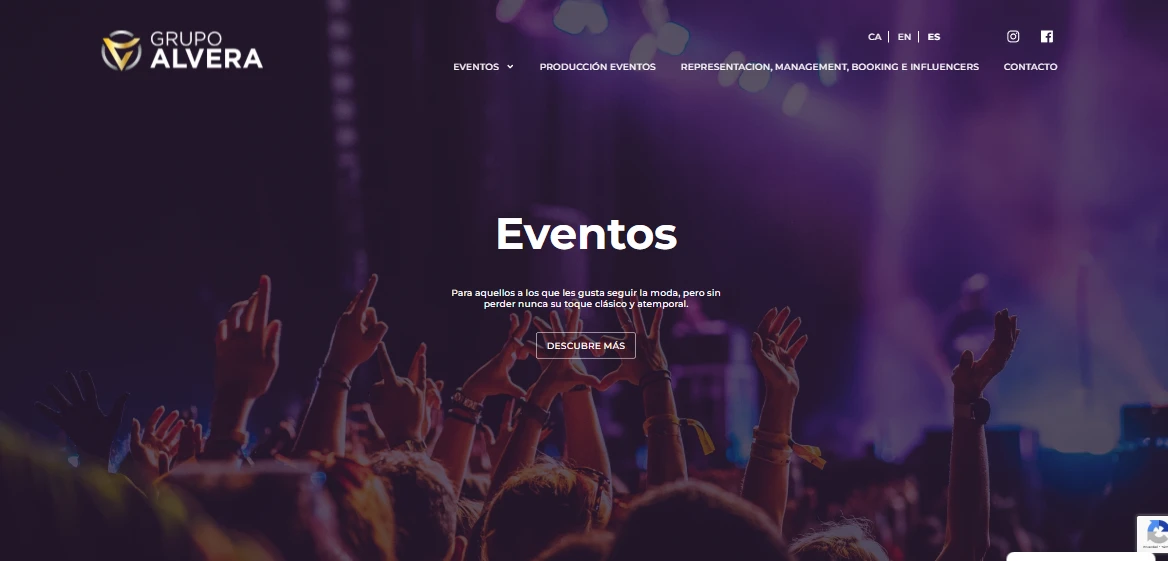 GRUPO
ALVERA
CA | EN | ES
EVENTOS
PRODUCCIÓN EVENTOS
REPRESENTACION, MANAGEMENT, BOOKING E INFLUENCERS
CONTACTO
Eventos
Para aquellos a los que les gusta seguir la moda, pero sin
perder nunca su toque clásico y atemporal.
DESCUBRE MÁS